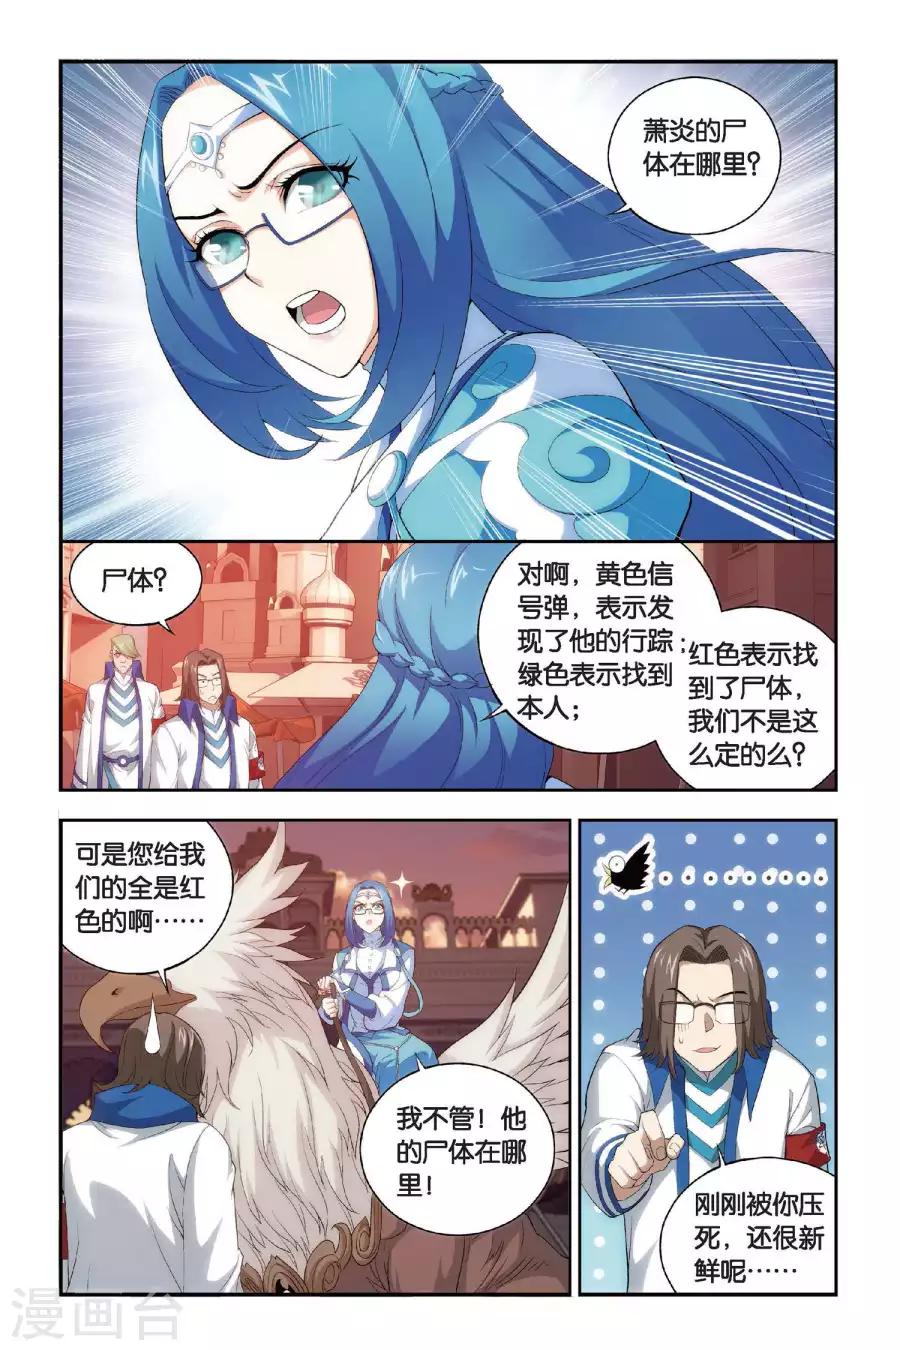 萧炎的尸
体在哪里？
尸体？
对啊，黄色信
号弹，表示发
现了他的行踪；
绿色表示找到
本人；
红色表示找
到了尸体，
我们不是这
么定的么？
可是您给我
们的全是红
色的啊……
我不管！他
的尸体在哪
里！
刚刚被你压
死，还很新
鲜呢……
漫画台